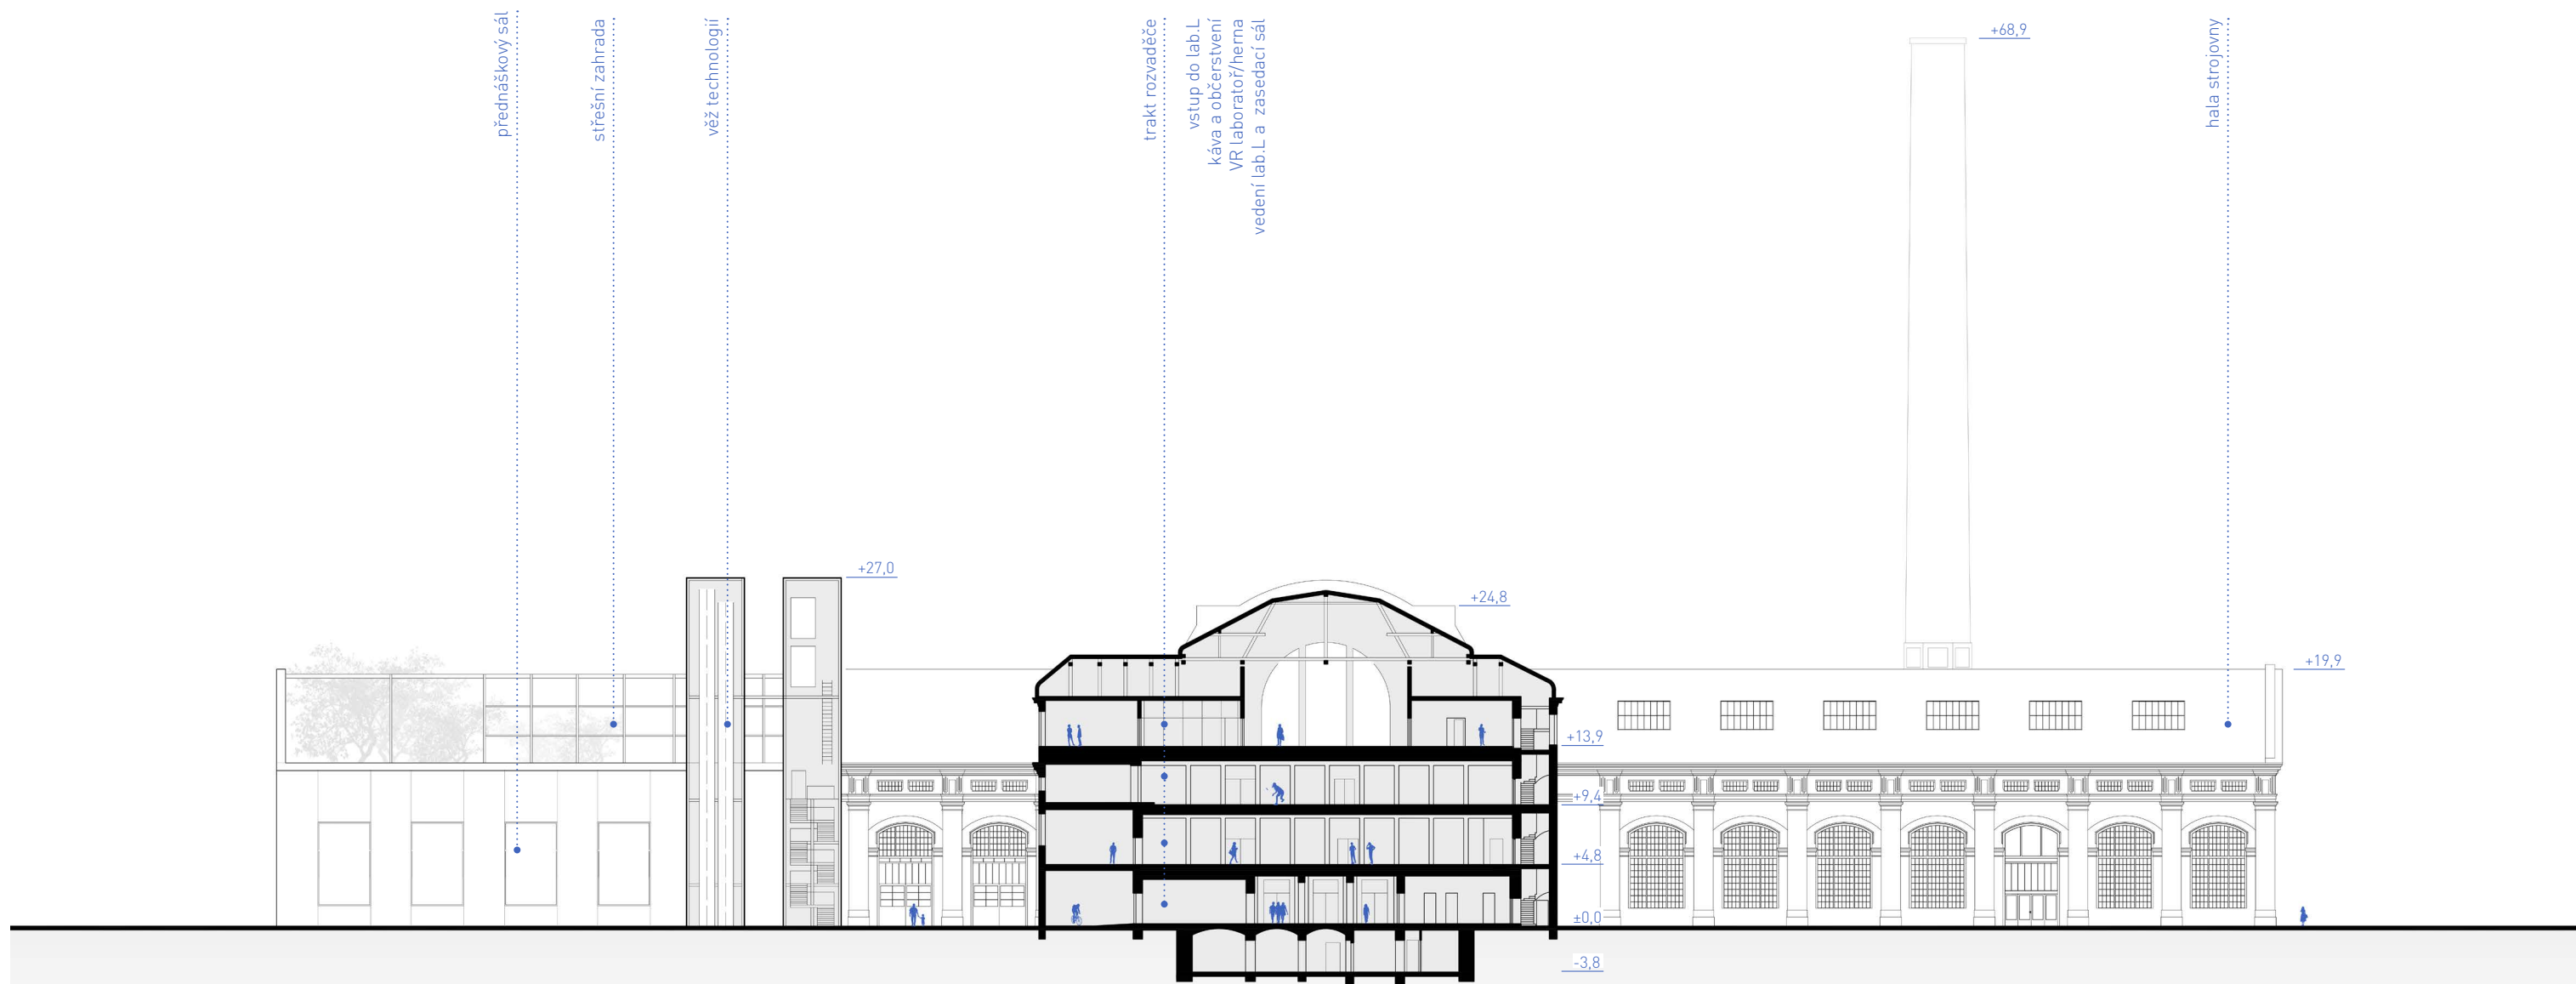 přednáškový sál
střešní zahrada
věž technologií
trakt rozvaděče
vstup do lab.L
káva a občerstvení
VR laboratoř/herna
vedení lab.L a zasedací sál
hala strojovny
+68,9
+27,0
+24,8
+19,9
+13,9
+9,4
+4,8
±0,0
-3,8